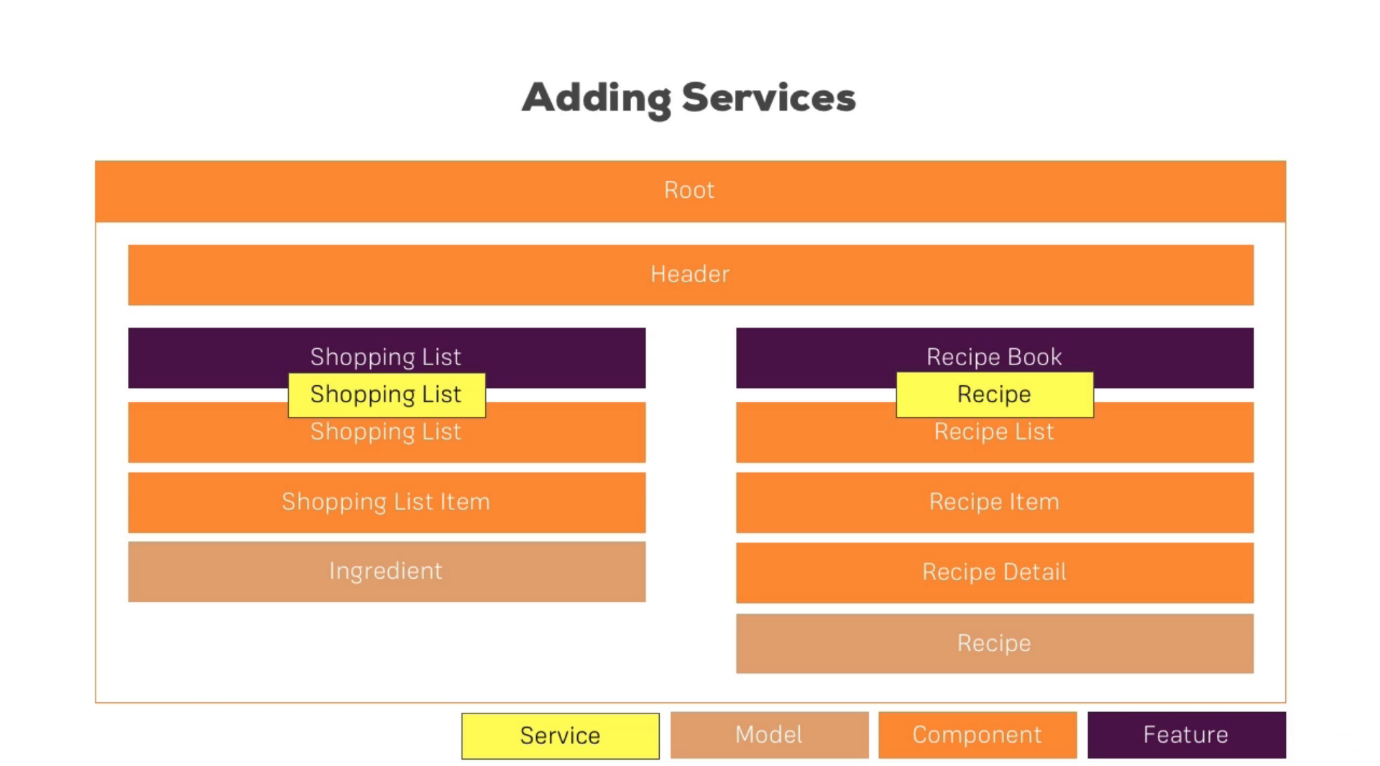 Adding Services
Root
Header
Shopping List
Shopping List
Shopping List
Shopping List Item
Ingredient
Recipe Book
Recipe
Recipe List
Recipe Item
Recipe Detail
Recipe
Service
Model
Component
Feature